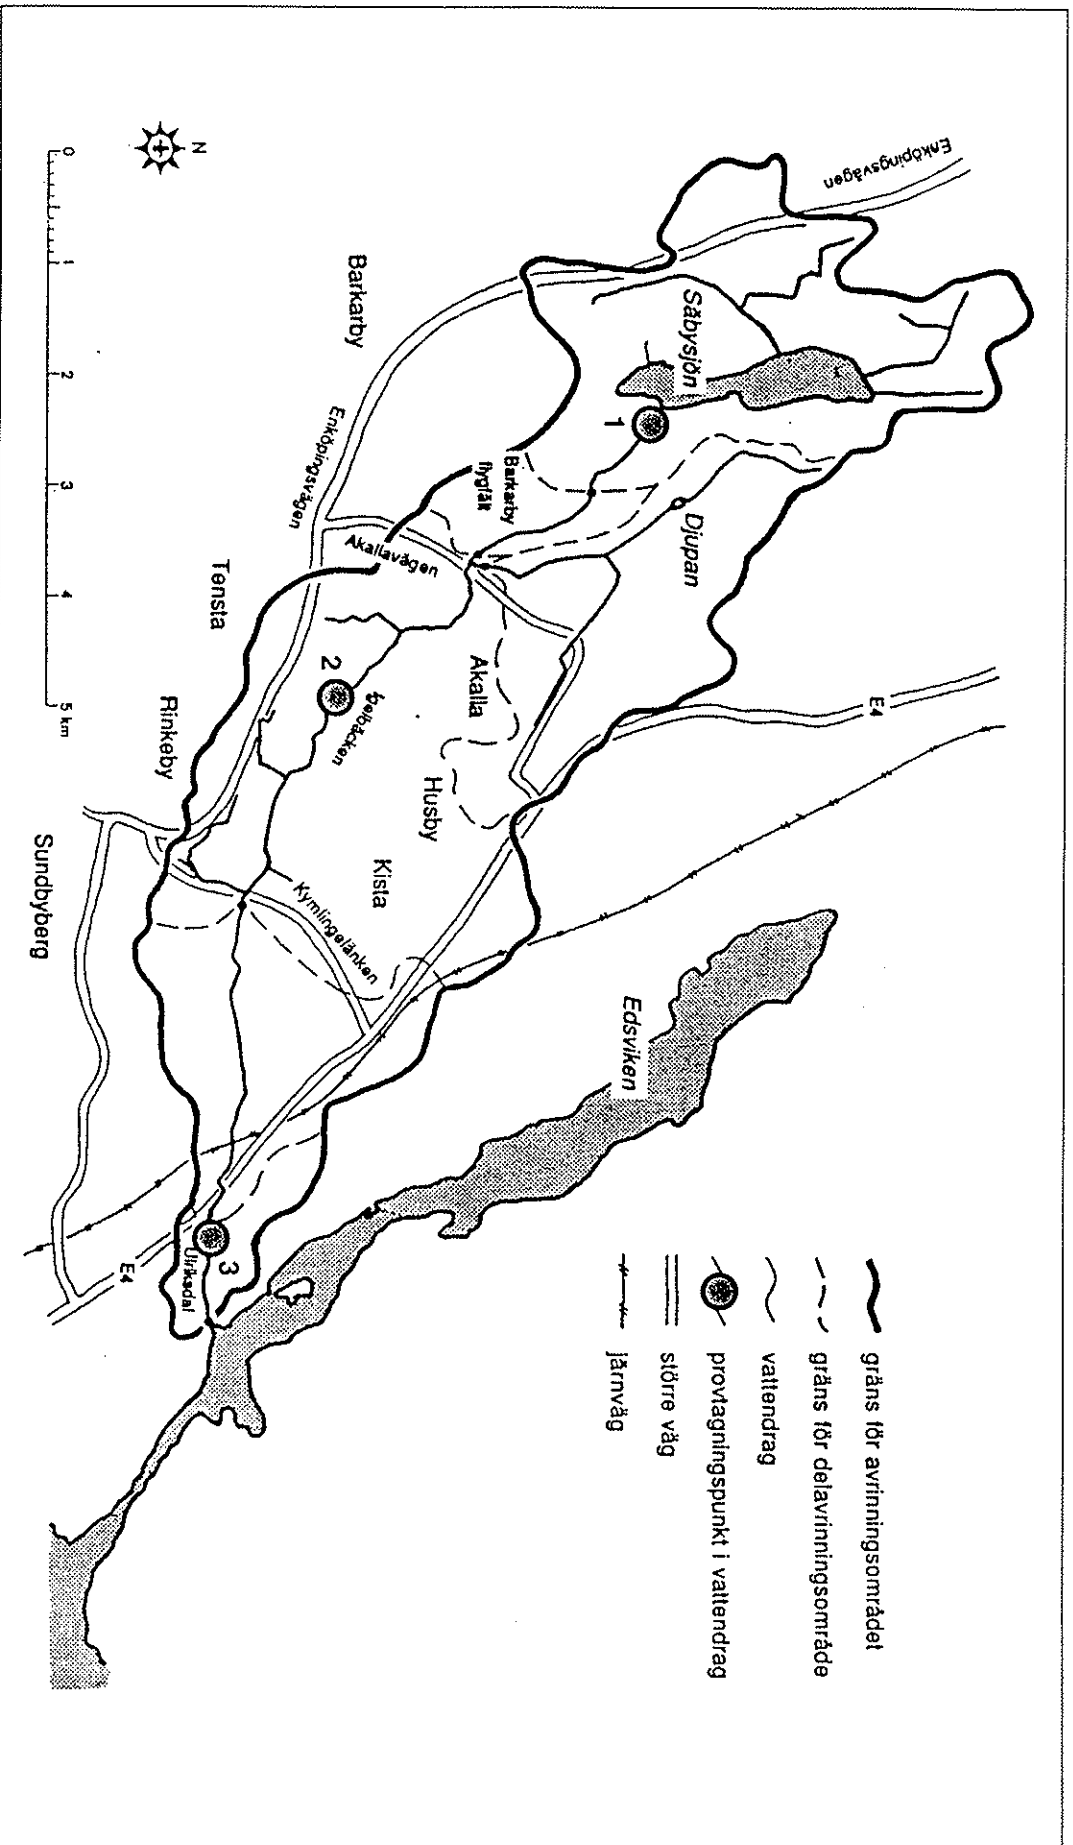 Enköpingsvägen
E4
Säbysjön
1
Djupan
Barkarby
flygfält
Barkarby
Enköpingsvägen
Akallavägen
Akalla
Tensta
2
Igelbäcken
Husby
Rinkeby
Kista
Kymlingelänken
Sundbyberg
Edsviken
3
Ulriksdal
E4
N
0 1 2 3 4 5 km
gräns för avrinningsområdet
gräns för delavrinningsområde
vattendrag
provtagningspunkt i vattendrag
större väg
järnväg